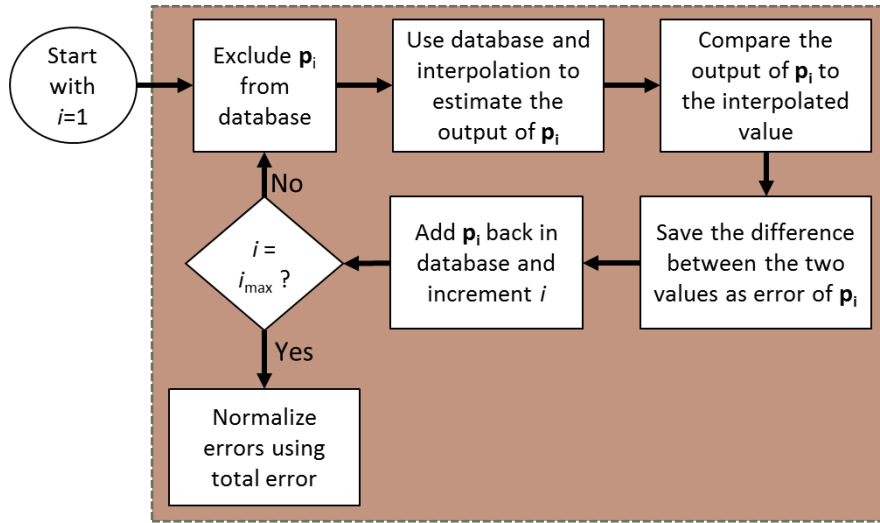 Start
with
i=1
Exclude pᵢ
from
database
Use database and
interpolation to
estimate the
output of pᵢ
Compare the
output of pᵢ to
the interpolated
value
Save the difference
between the two
values as error of pᵢ
Add pᵢ back in
database and
increment i
i =
iₘₐₓ ?
No
Yes
Normalize
errors using
total error